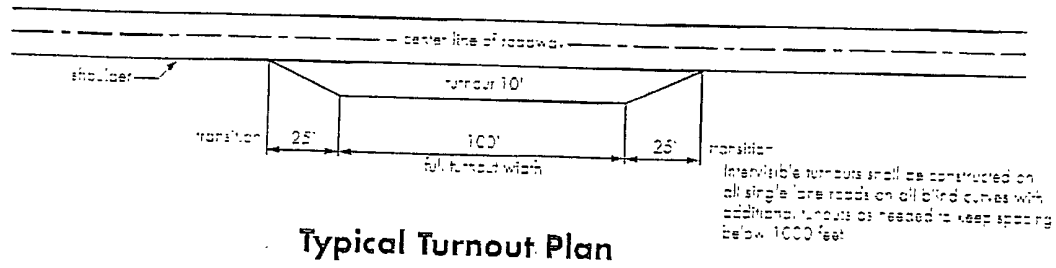 center line of roadway
shoulder
turnout 10'
transition 25' 100' 25' transition
full turnout width
Intervisible turnouts shall be constructed on
all single lane roads on all blind curves with
additional turnouts as needed to keep spacing
below 1000 feet
Typical Turnout Plan